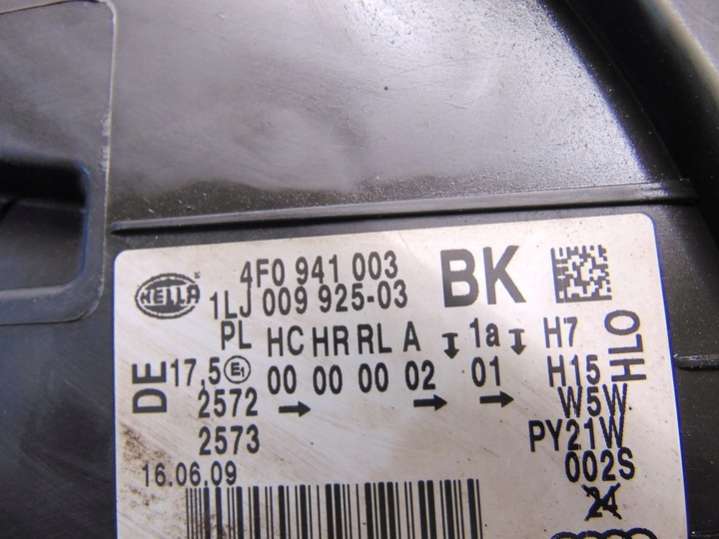 HELLA 4F0 941 003 BK
1LJ 009 925-03
PL HC HR RL A 1a H7
DE 17,5 E1 00 00 00 02 01 H15 HLO
2572 → → → W5W
2573 PY21W
16.06.09 002S
24